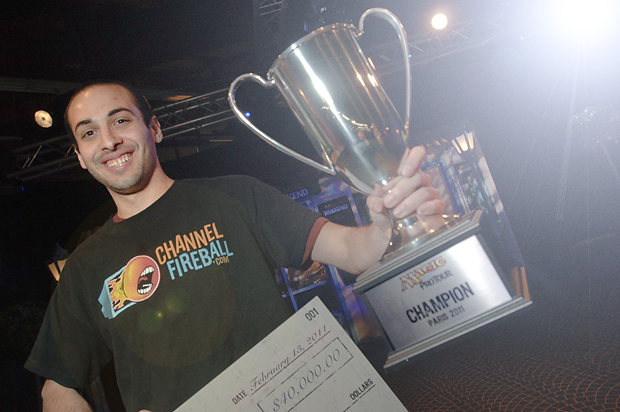 CHANNEL
FIREBALL
.COM
MAGIC
PRO TOUR
CHAMPION
PARIS 2011
001
DATE February 13, 2011
$40,000.00
DOLLARS